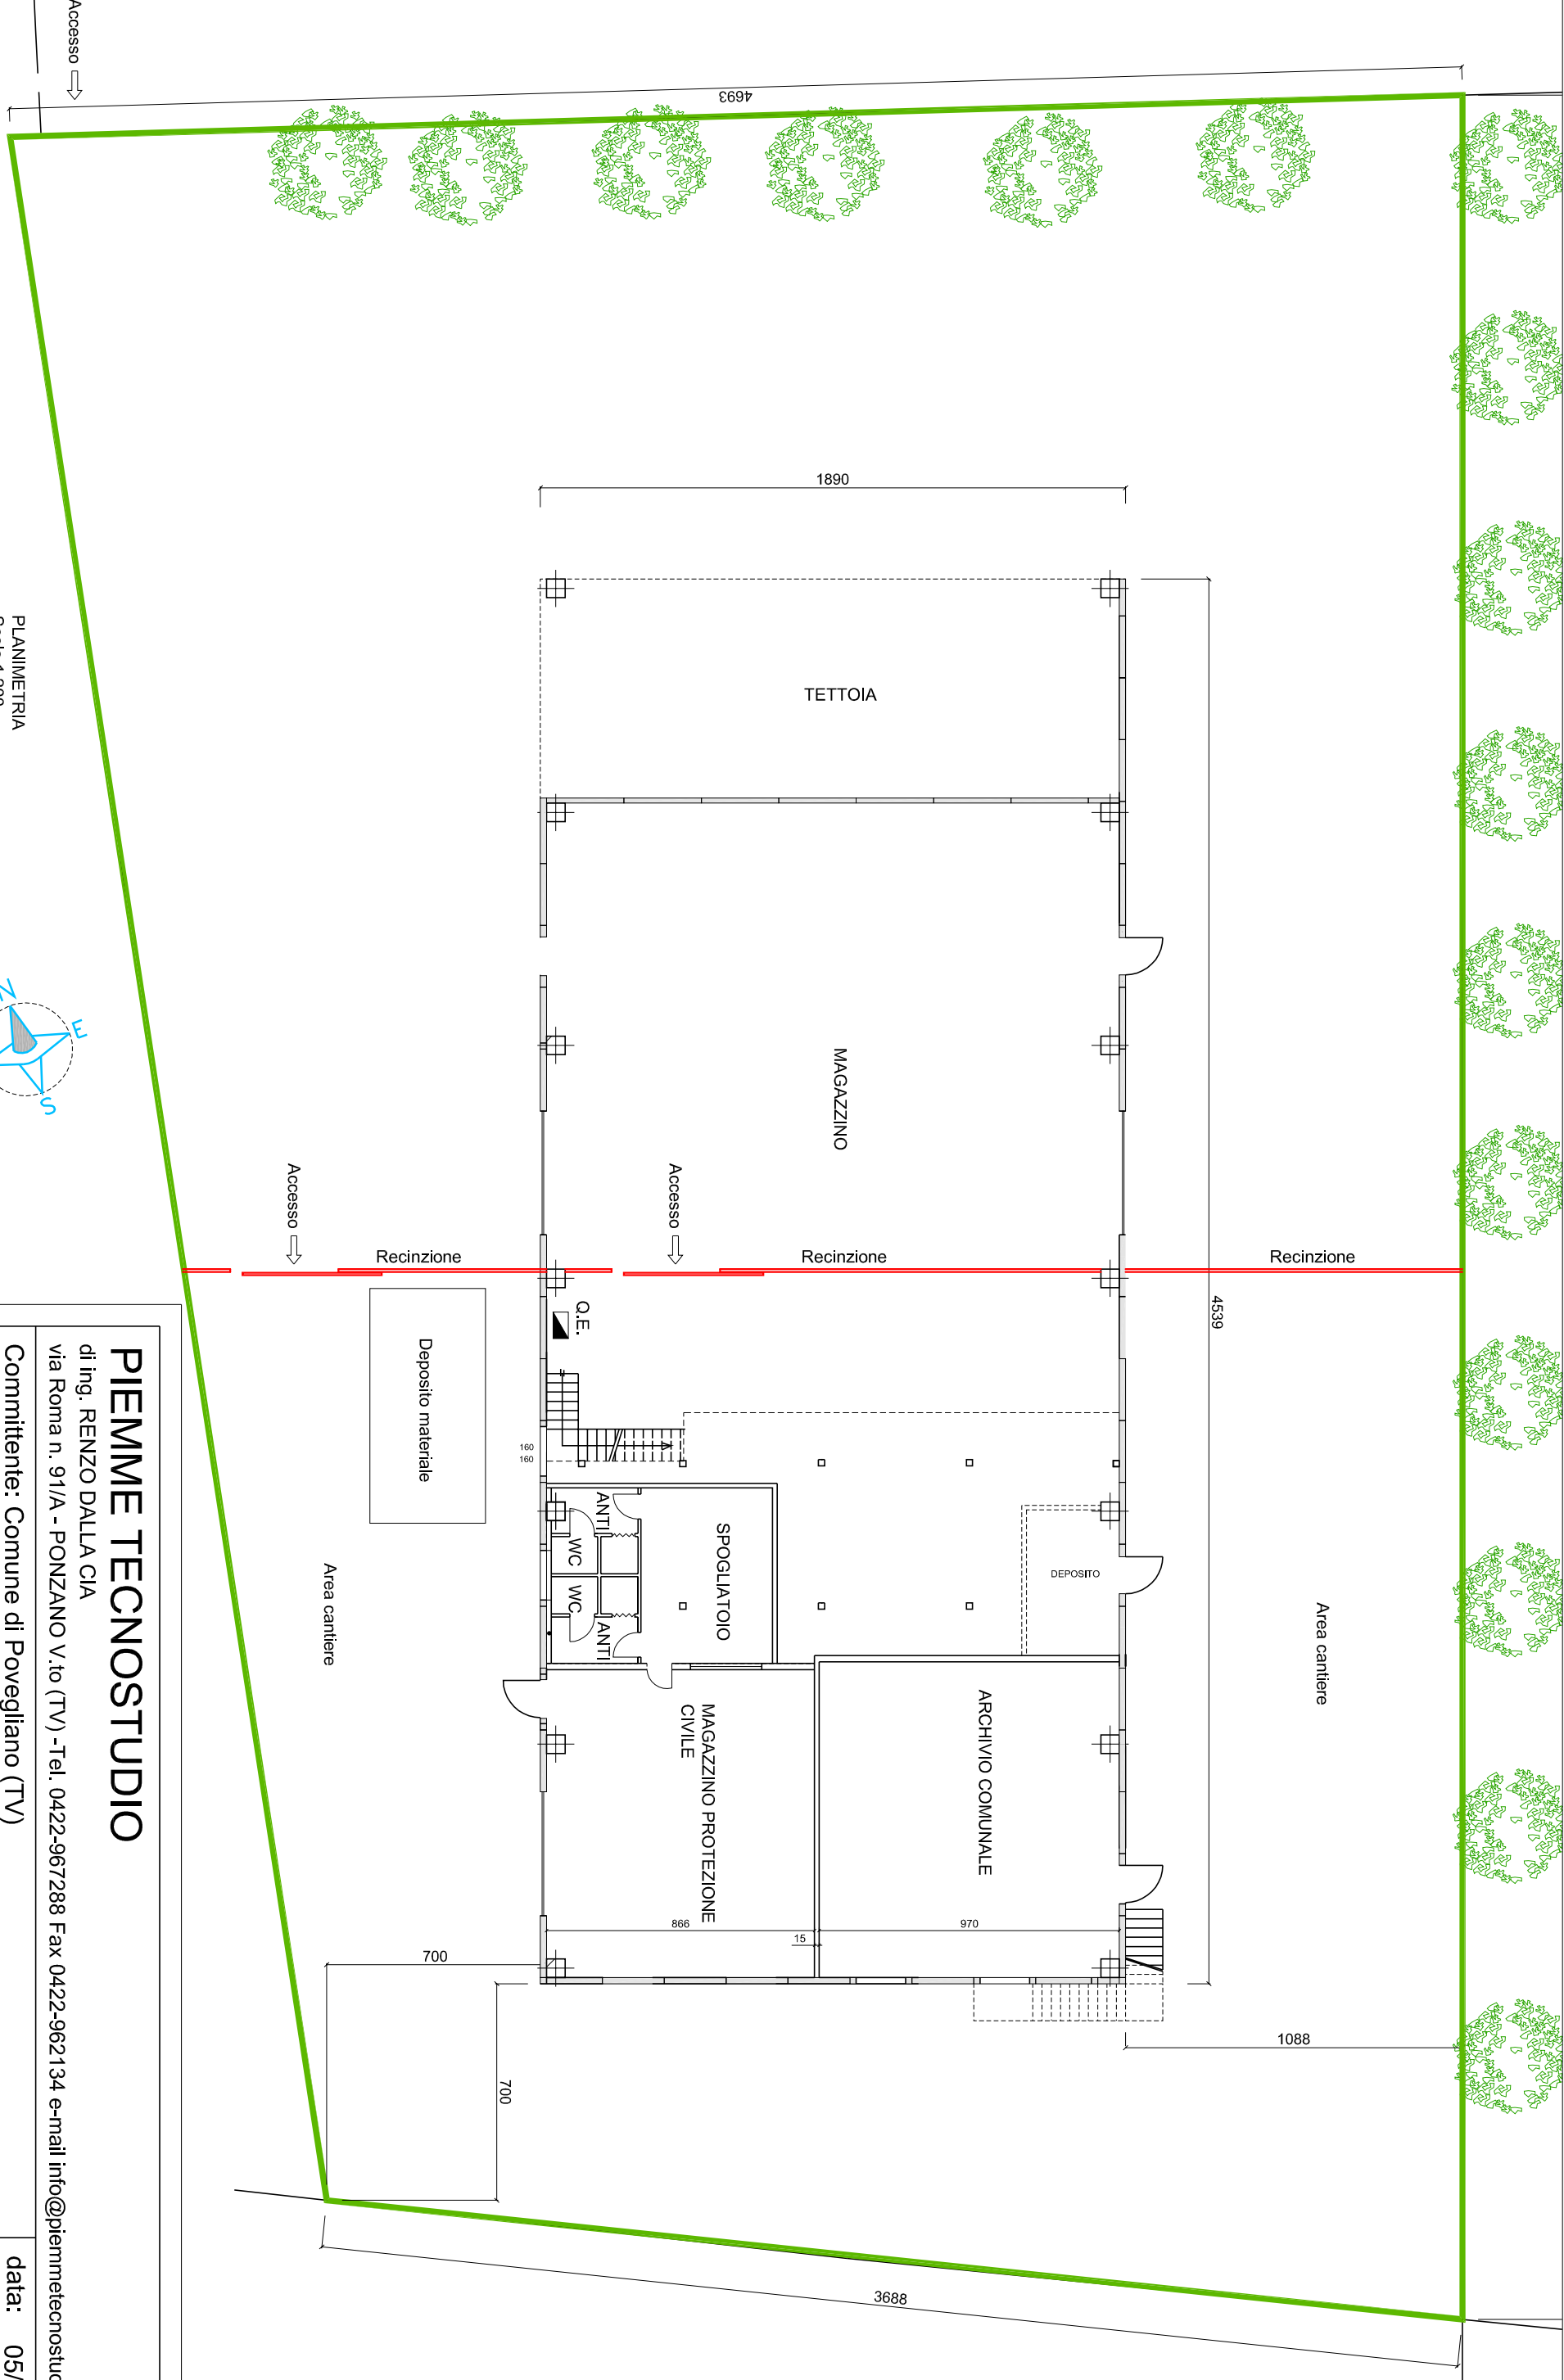 Accesso
4693
1890
TETTOIA
MAGAZZINO
4539
Accesso
Accesso
Recinzione
Recinzione
Recinzione
Q.E.
Deposito materiale
160
160
ANTI
WC
WC
ANTI
SPOGLIATOIO
DEPOSITO
Area cantiere
Area cantiere
MAGAZZINO PROTEZIONE
CIVILE
ARCHIVIO COMUNALE
866
15
970
700
700
1088
3688
PLANIMETRIA
N
E
S
PIEMME TECNOSTUDIO
di ing. RENZO DALLA CIA
via Roma n. 91/A - PONZANO V.to (TV) -Tel. 0422-967288 Fax 0422-962134 e-mail info@piemmetecnostud
Committente: Comune di Povegliano (TV)
data: 05/